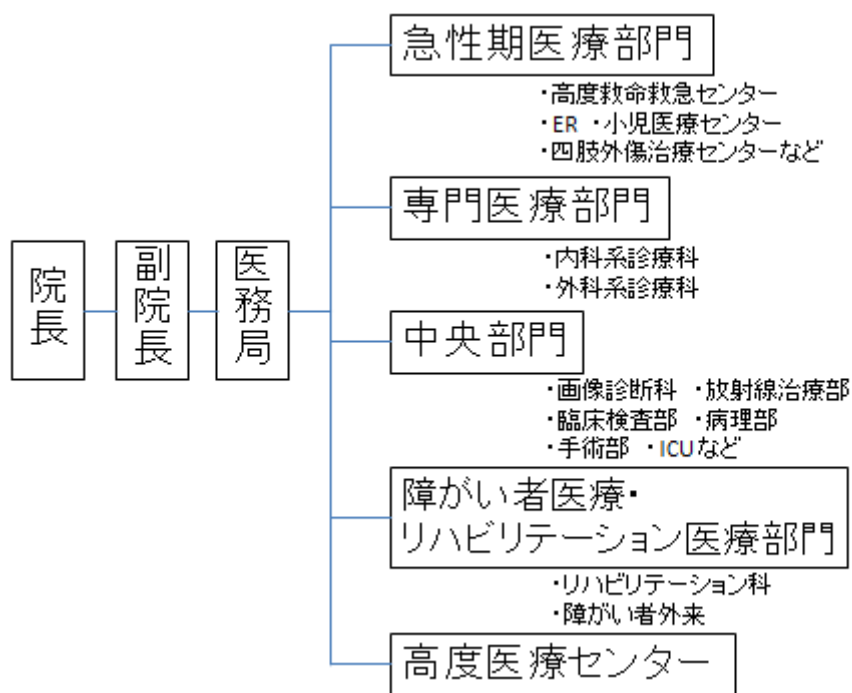 院長
副院長
医務局
急性期医療部門
・高度救命救急センター
・ER ・小児医療センター
・四肢外傷治療センターなど
専門医療部門
・内科系診療科
・外科系診療科
中央部門
・画像診断科 ・放射線治療部
・臨床検査部 ・病理部
・手術部 ・ICUなど
障がい者医療・
リハビリテーション医療部門
・リハビリテーション科
・障がい者外来
高度医療センター